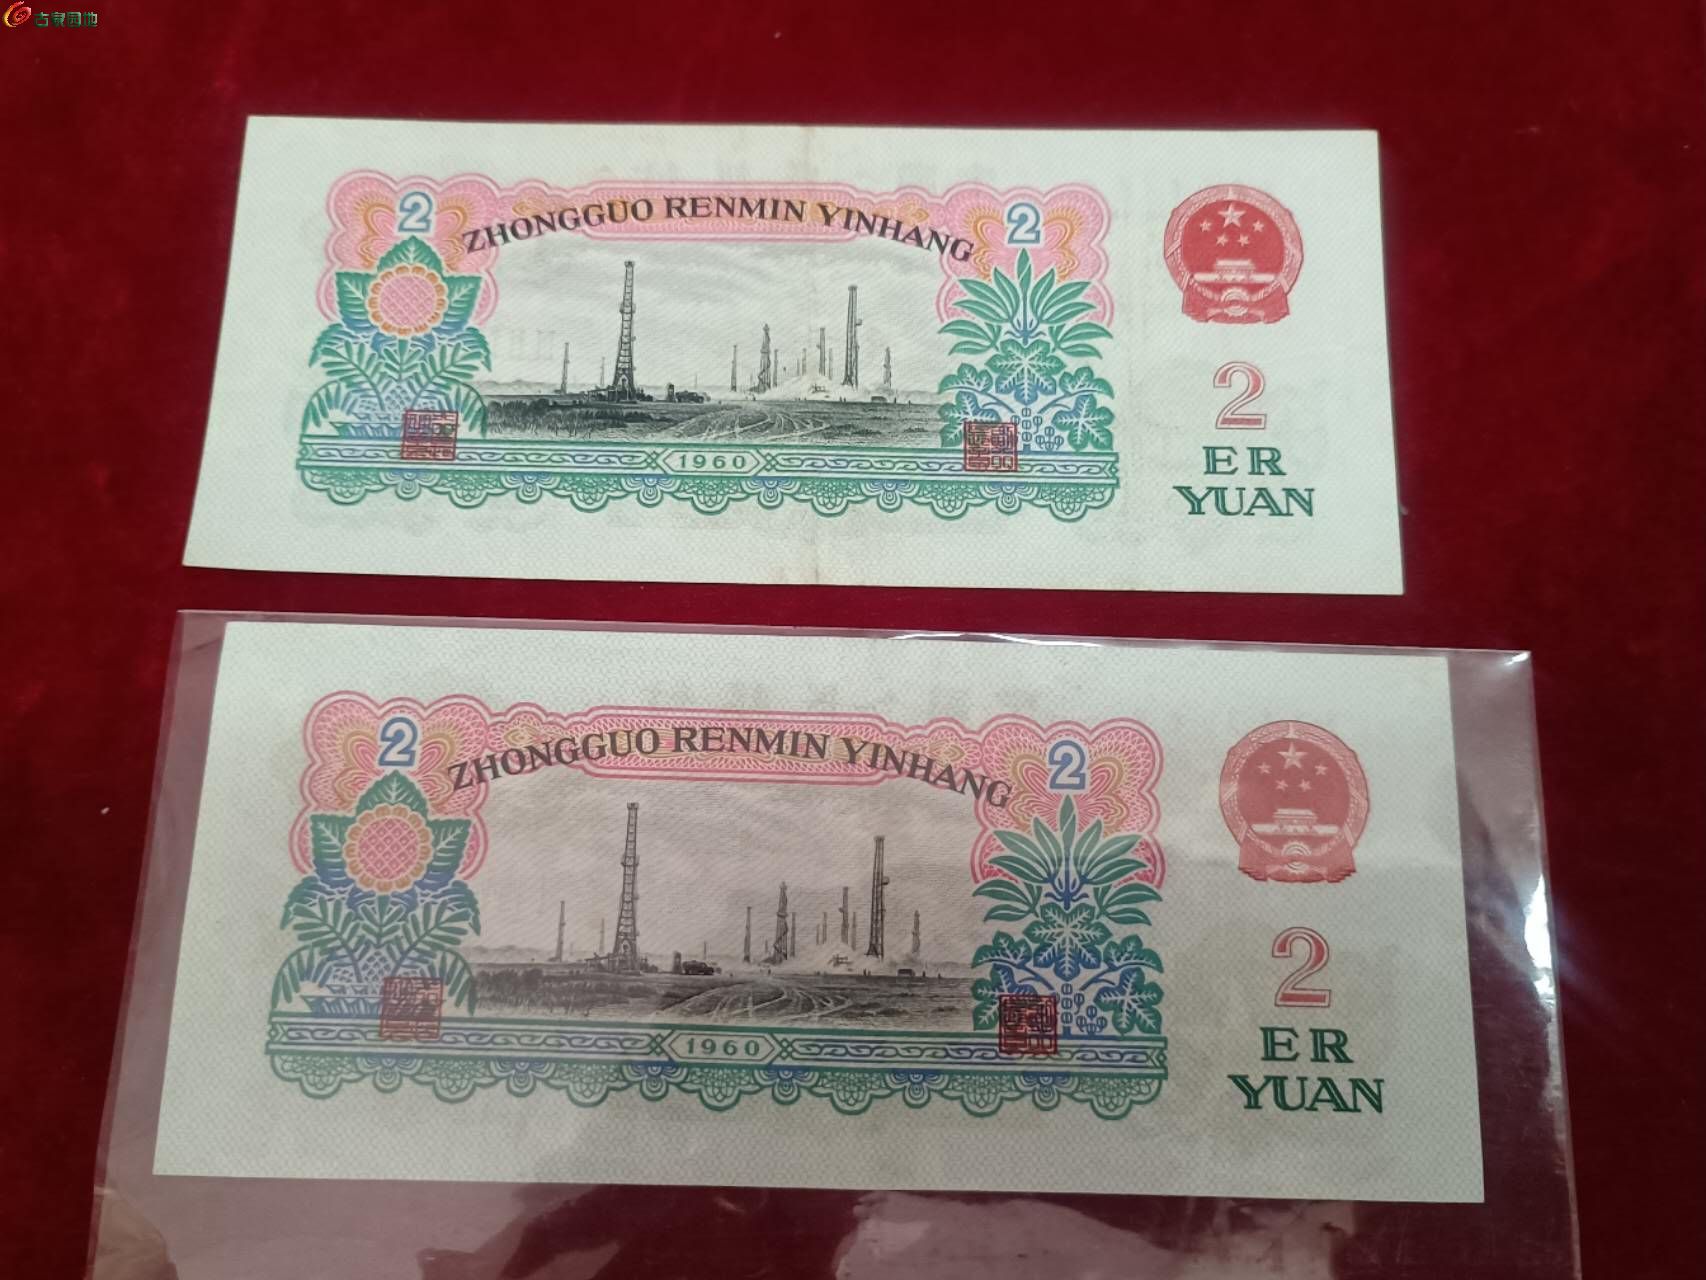 古泉园地
2
2
ZHONGGUO RENMIN YINHANG
1960
2
ER
YUAN
2
2
ZHONGGUO RENMIN YINHANG
1960
2
ER
YUAN